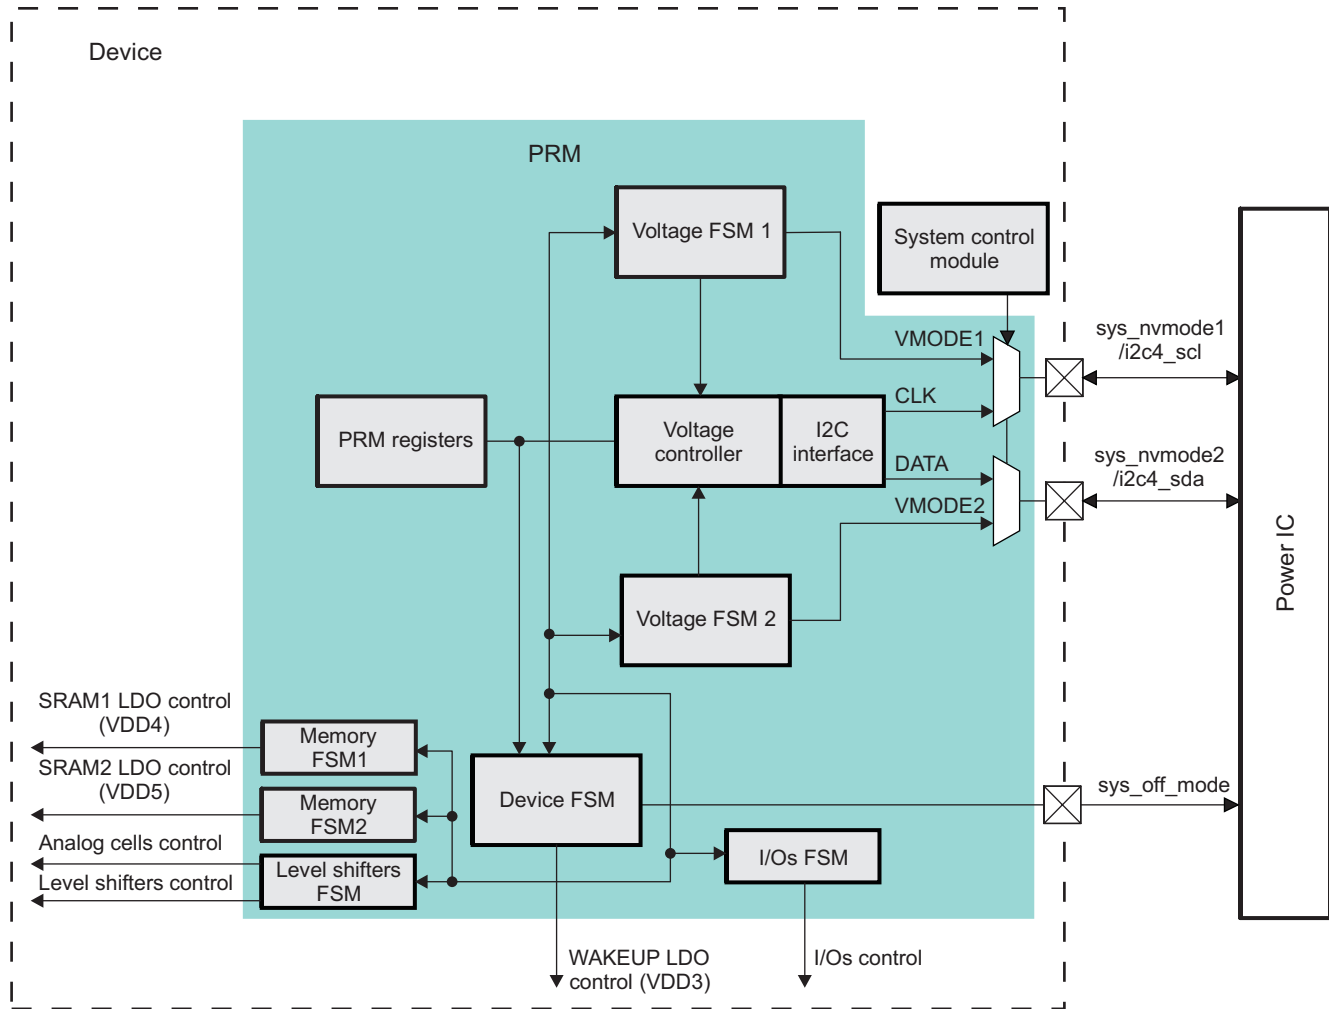 Device
PRM
Voltage FSM 1
System control
module
sys_nvmode1
/i2c4_scl
VMODE1
CLK
PRM registers
Voltage
controller
I2C
interface
DATA
sys_nvmode2
/i2c4_sda
VMODE2
Power IC
Voltage FSM 2
SRAM1 LDO control
(VDD4)
Memory
FSM1
SRAM2 LDO control
(VDD5)
Memory
FSM2
Device FSM
sys_off_mode
Analog cells control
Level shifters
FSM
Level shifters control
I/Os FSM
WAKEUP LDO
control (VDD3)
I/Os control